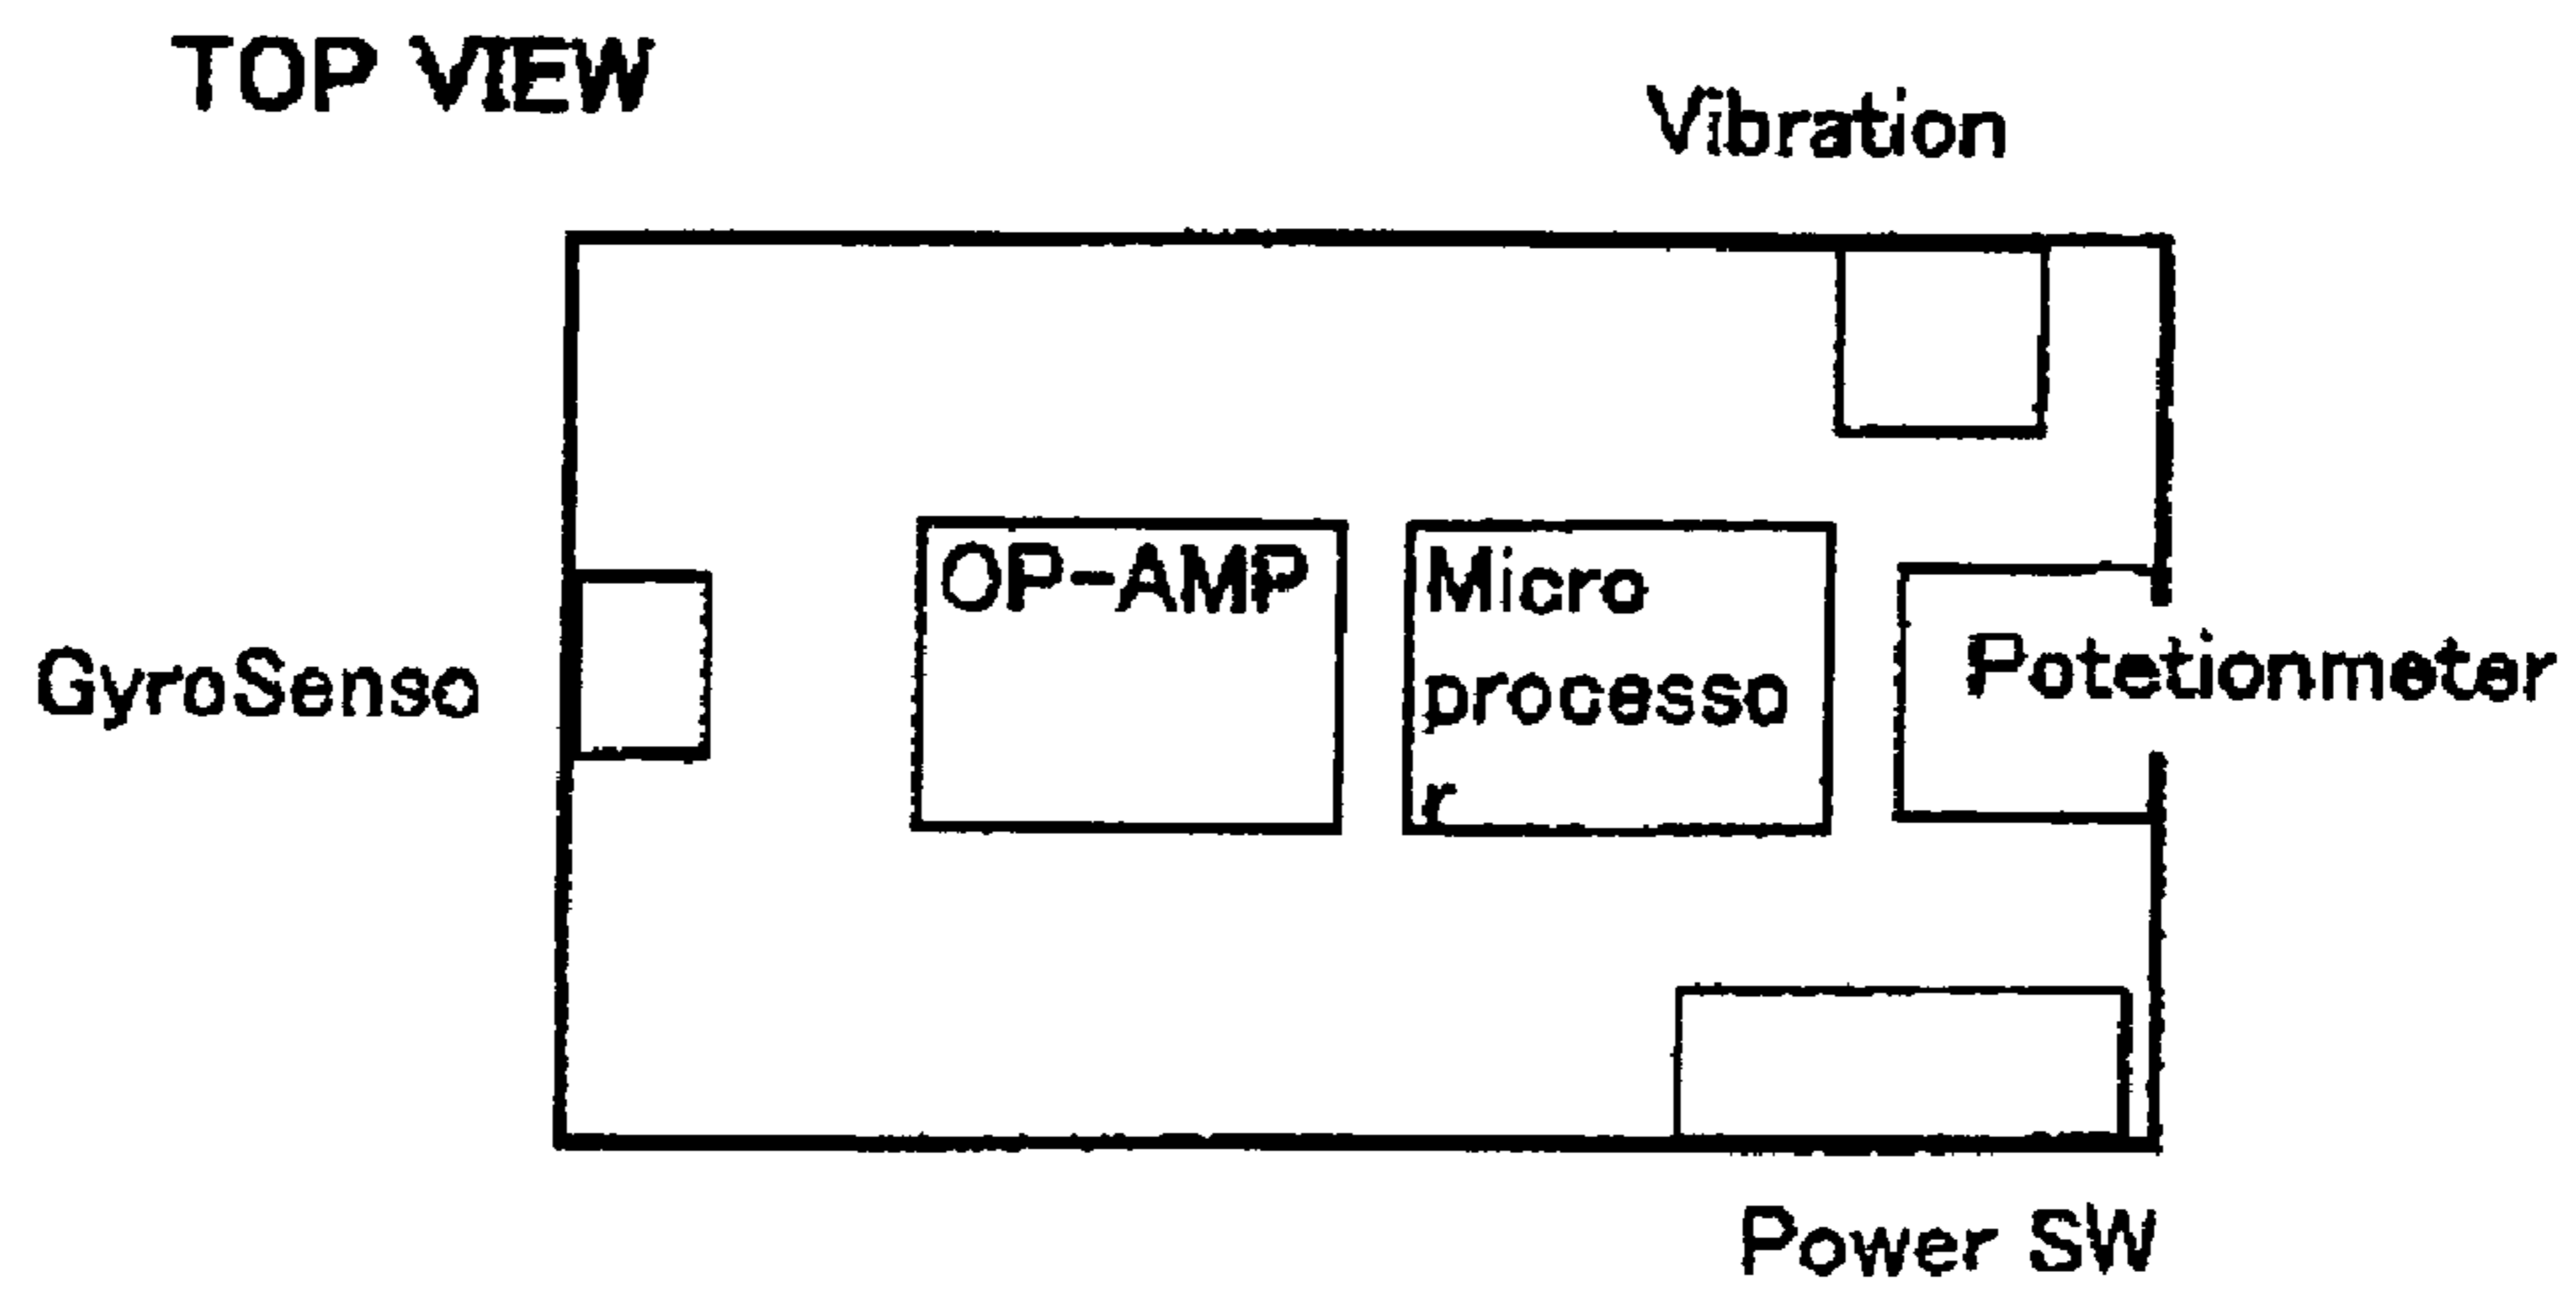 TOP VIEW
Vibration
OP-AMP
Micro
processo
r
GyroSenso
Potetionmeter
Power SW